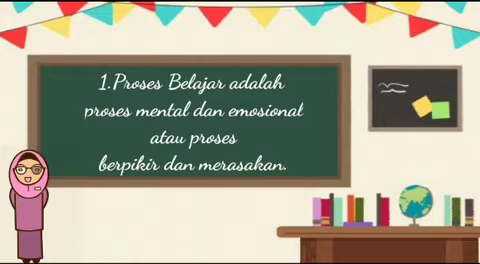 1.Proses Belajar adalah
proses mental dan emosional
atau proses
berpikir dan merasakan.